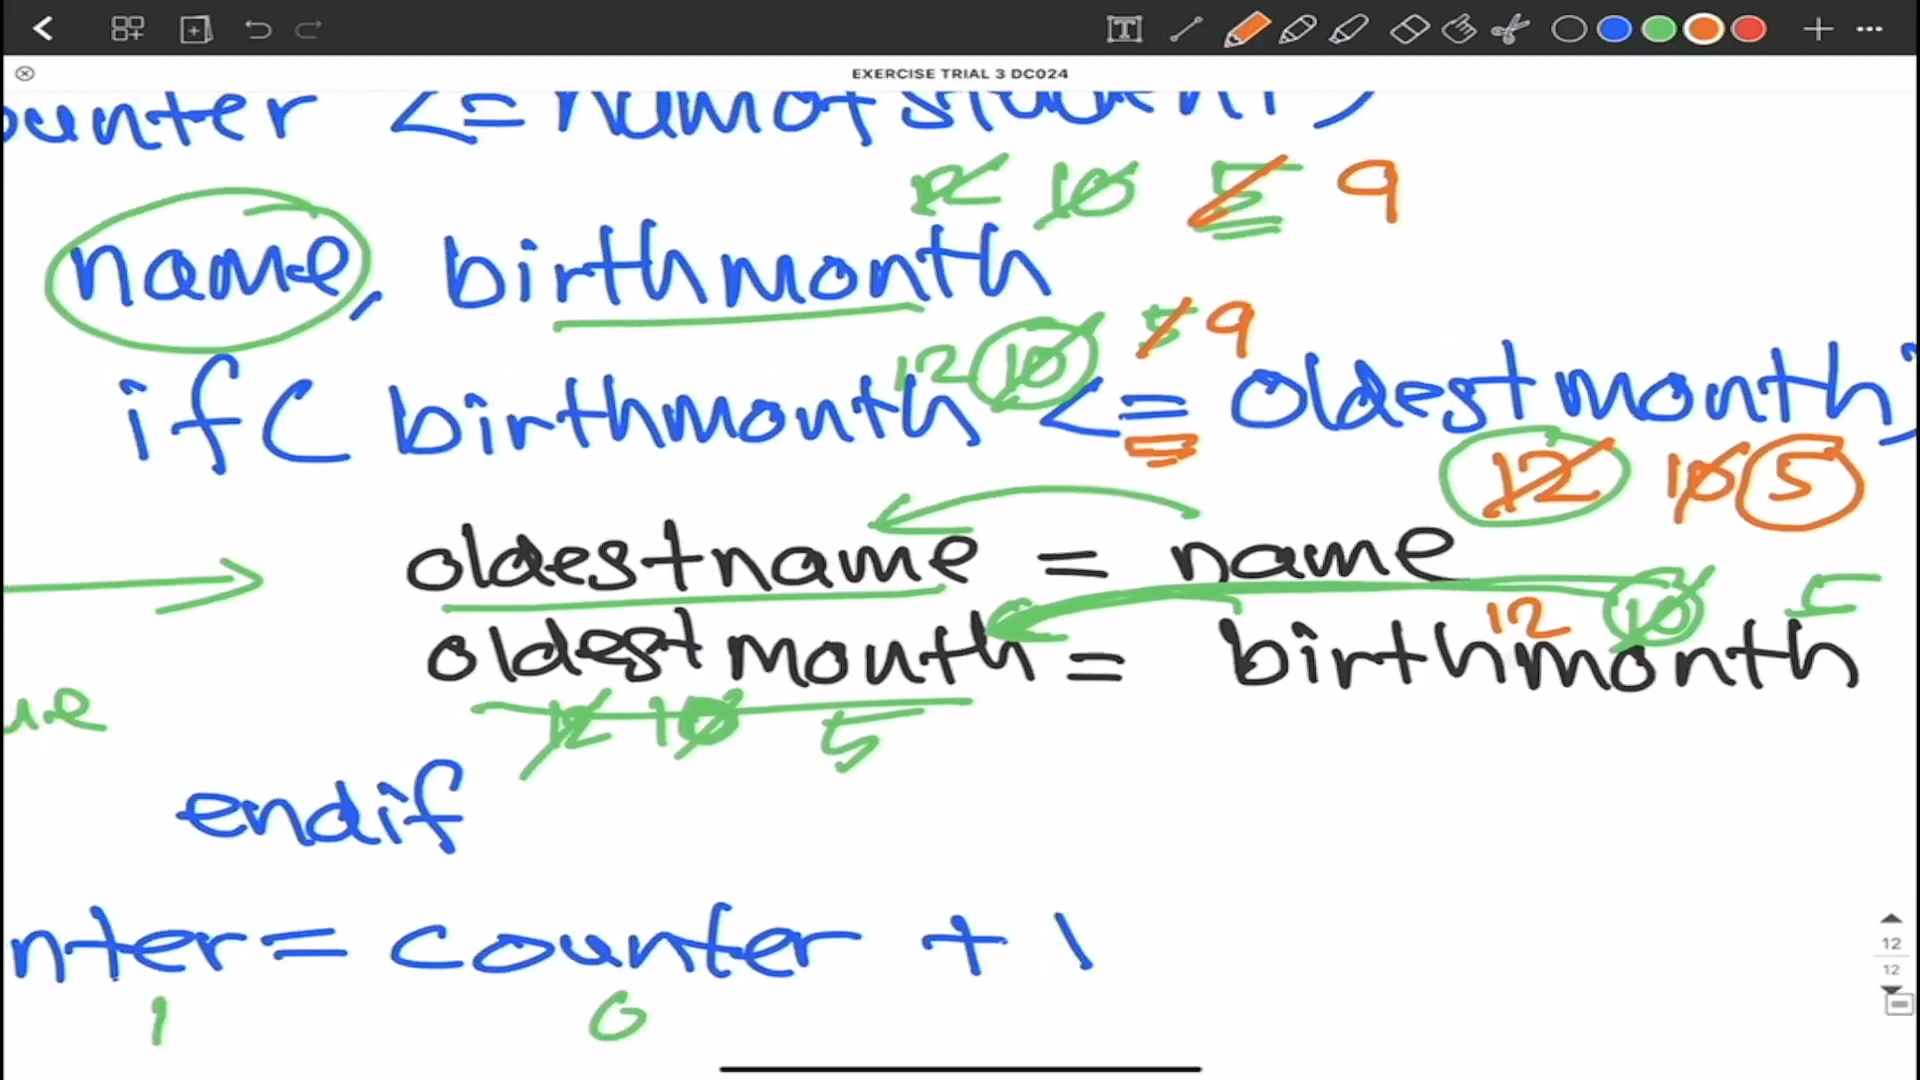 EXERCISE TRIAL 3 DC024
ounter <= numofstudent)
12 10 5 9
name, birthmonth
12 10 5 9
if( birthmonth <= oldestmonth)
12 10 5
oldestname = name
12 10 5
oldestmonth = birthmonth
ue
12 10 5
endif
nter = counter + 1
1 0
12
12